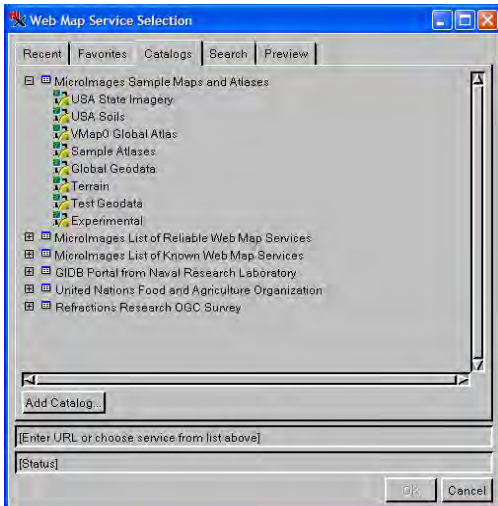 Web Map Service Selection
Recent Favorites Catalogs Search Preview
MicroImages Sample Maps and Atlases
USA State Imagery
USA Soils
VMap0 Global Atlas
Sample Atlases
Global Geodata
Terrain
Test Geodata
Experimental
MicroImages List of Reliable Web Map Services
MicroImages List of Known Web Map Services
GIDB Portal from Naval Research Laboratory
United Nations Food and Agriculture Organization
Refractions Research OGC Survey
Add Catalog...
[Enter URL or choose service from list above]
[Status]
OK Cancel